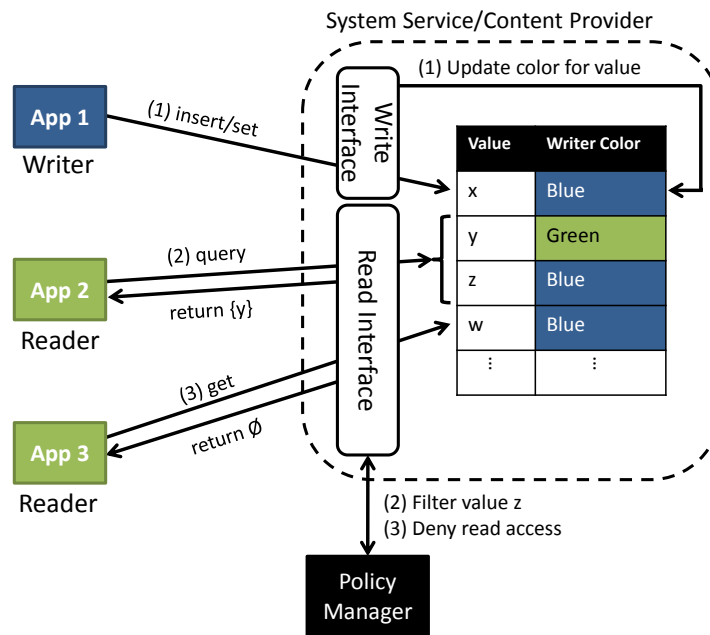 System Service/Content Provider
App 1
Writer
(1) insert/set
Write
Interface
(1) Update color for value
Value Writer Color
x Blue
y Green
z Blue
w Blue
⋮ ⋮
App 2
Reader
(2) query
return {y}
Read Interface
App 3
Reader
(3) get
return Ø
(2) Filter value z
(3) Deny read access
Policy
Manager